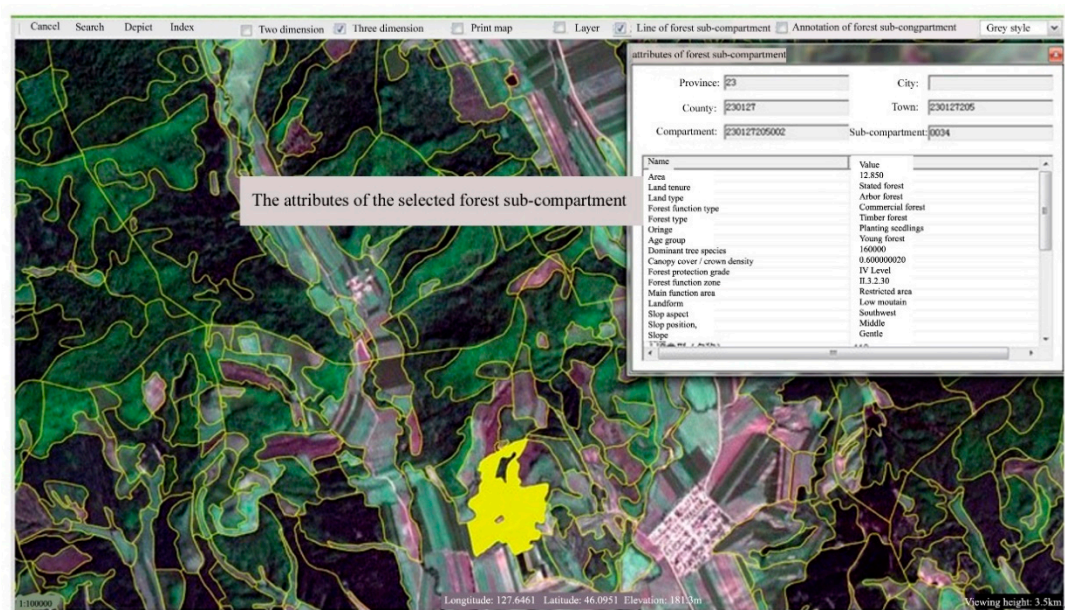 Cancel Search Depict Index Two dimension Three dimension Print map Layer Line of forest sub-compartment Annotation of forest sub-congpartment Grey style
attributes of forest sub-compartment
Province: 23 City:
County: 230127 Town: 230127205
Compartment: 230127205002 Sub-compartment: 0034
Name Value
Area 12.850
Land tenure Stated forest
Land type Arbor forest
Forest function type Commercial forest
Forest type Timber forest
Oringe Planting scedlings
Age group Young forest
Dominant tree species 160000
Canopy cover / crown density 0.600000020
Forest protection grade IV Level
Forest function zone II.3.2.30
Main function area Restricted area
Landform Low moutain
Slop aspect Southwest
Slop position, Middle
Slope Gentle
The attributes of the selected forest sub-compartment
1:100000 Longtitude: 127.6461 Latitude: 46.0951 Elevation: 181.3m Viewing height: 3.5km